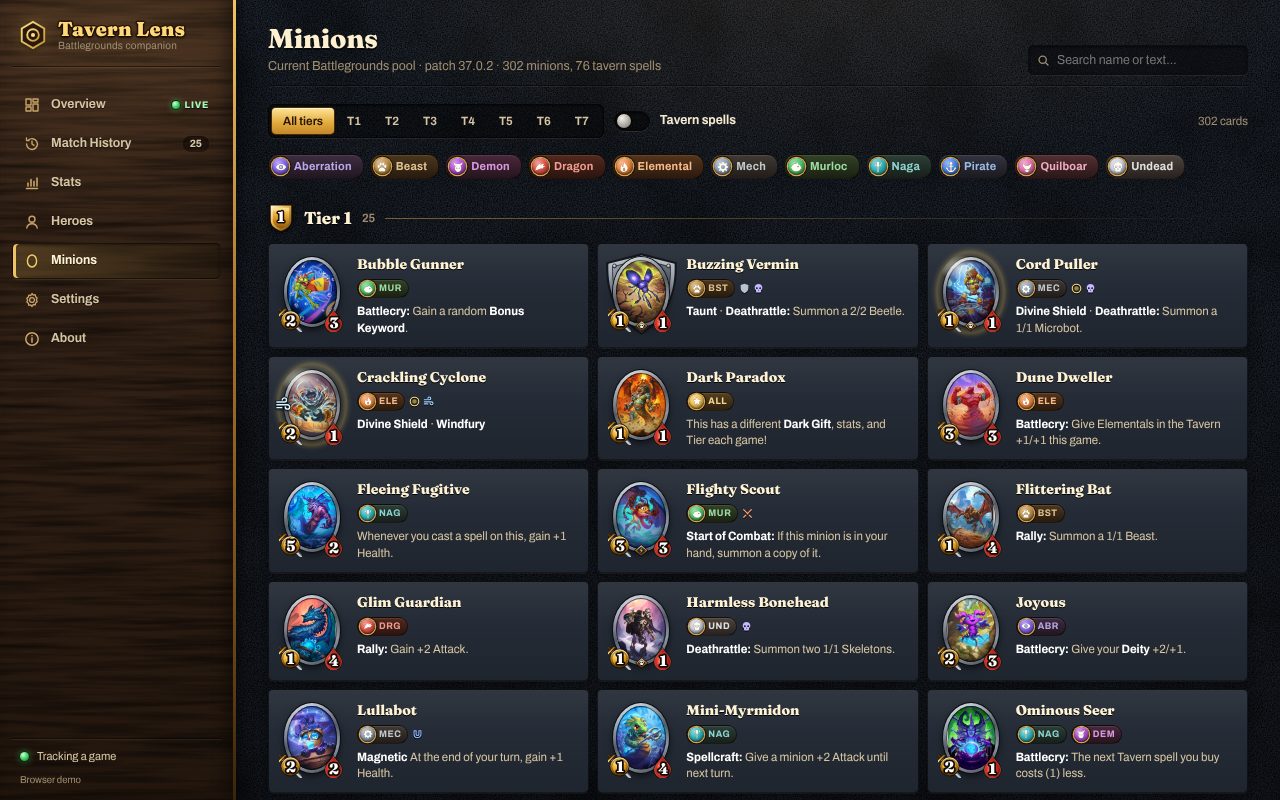 Tavern Lens
Battlegrounds companion
Overview
LIVE
Match History
25
Stats
Heroes
Minions
Settings
About
Tracking a game
Browser demo
Minions
Current Battlegrounds pool · patch 37.0.2 · 302 minions, 76 tavern spells
Search name or text...
All tiers
T1
T2
T3
T4
T5
T6
T7
Tavern spells
302 cards
Aberration
Beast
Demon
Dragon
Elemental
Mech
Murloc
Naga
Pirate
Quilboar
Undead
1
Tier 1
25
Bubble Gunner
MUR
Battlecry: Gain a random Bonus
Keyword.
2
3
Buzzing Vermin
BST
Taunt · Deathrattle: Summon a 2/2 Beetle.
1
1
Cord Puller
MEC
Divine Shield · Deathrattle: Summon a
1/1 Microbot.
1
1
Crackling Cyclone
ELE
Divine Shield · Windfury
2
1
Dark Paradox
ALL
This has a different Dark Gift, stats, and
Tier each game!
1
1
Dune Dweller
ELE
Battlecry: Give Elementals in the Tavern
+1/+1 this game.
3
3
Fleeing Fugitive
NAG
Whenever you cast a spell on this, gain +1
Health.
5
2
Flighty Scout
MUR
Start of Combat: If this minion is in your
hand, summon a copy of it.
3
3
Flittering Bat
BST
Rally: Summon a 1/1 Beast.
1
4
Glim Guardian
DRG
Rally: Gain +2 Attack.
1
4
Harmless Bonehead
UND
Deathrattle: Summon two 1/1 Skeletons.
1
1
Joyous
ABR
Battlecry: Give your Deity +2/+1.
2
3
Lullabot
MEC
Magnetic At the end of your turn, gain +1
Health.
2
2
Mini-Myrmidon
NAG
Spellcraft: Give a minion +2 Attack until
next turn.
1
4
Ominous Seer
NAG
DEM
Battlecry: The next Tavern spell you buy
costs (1) less.
2
1